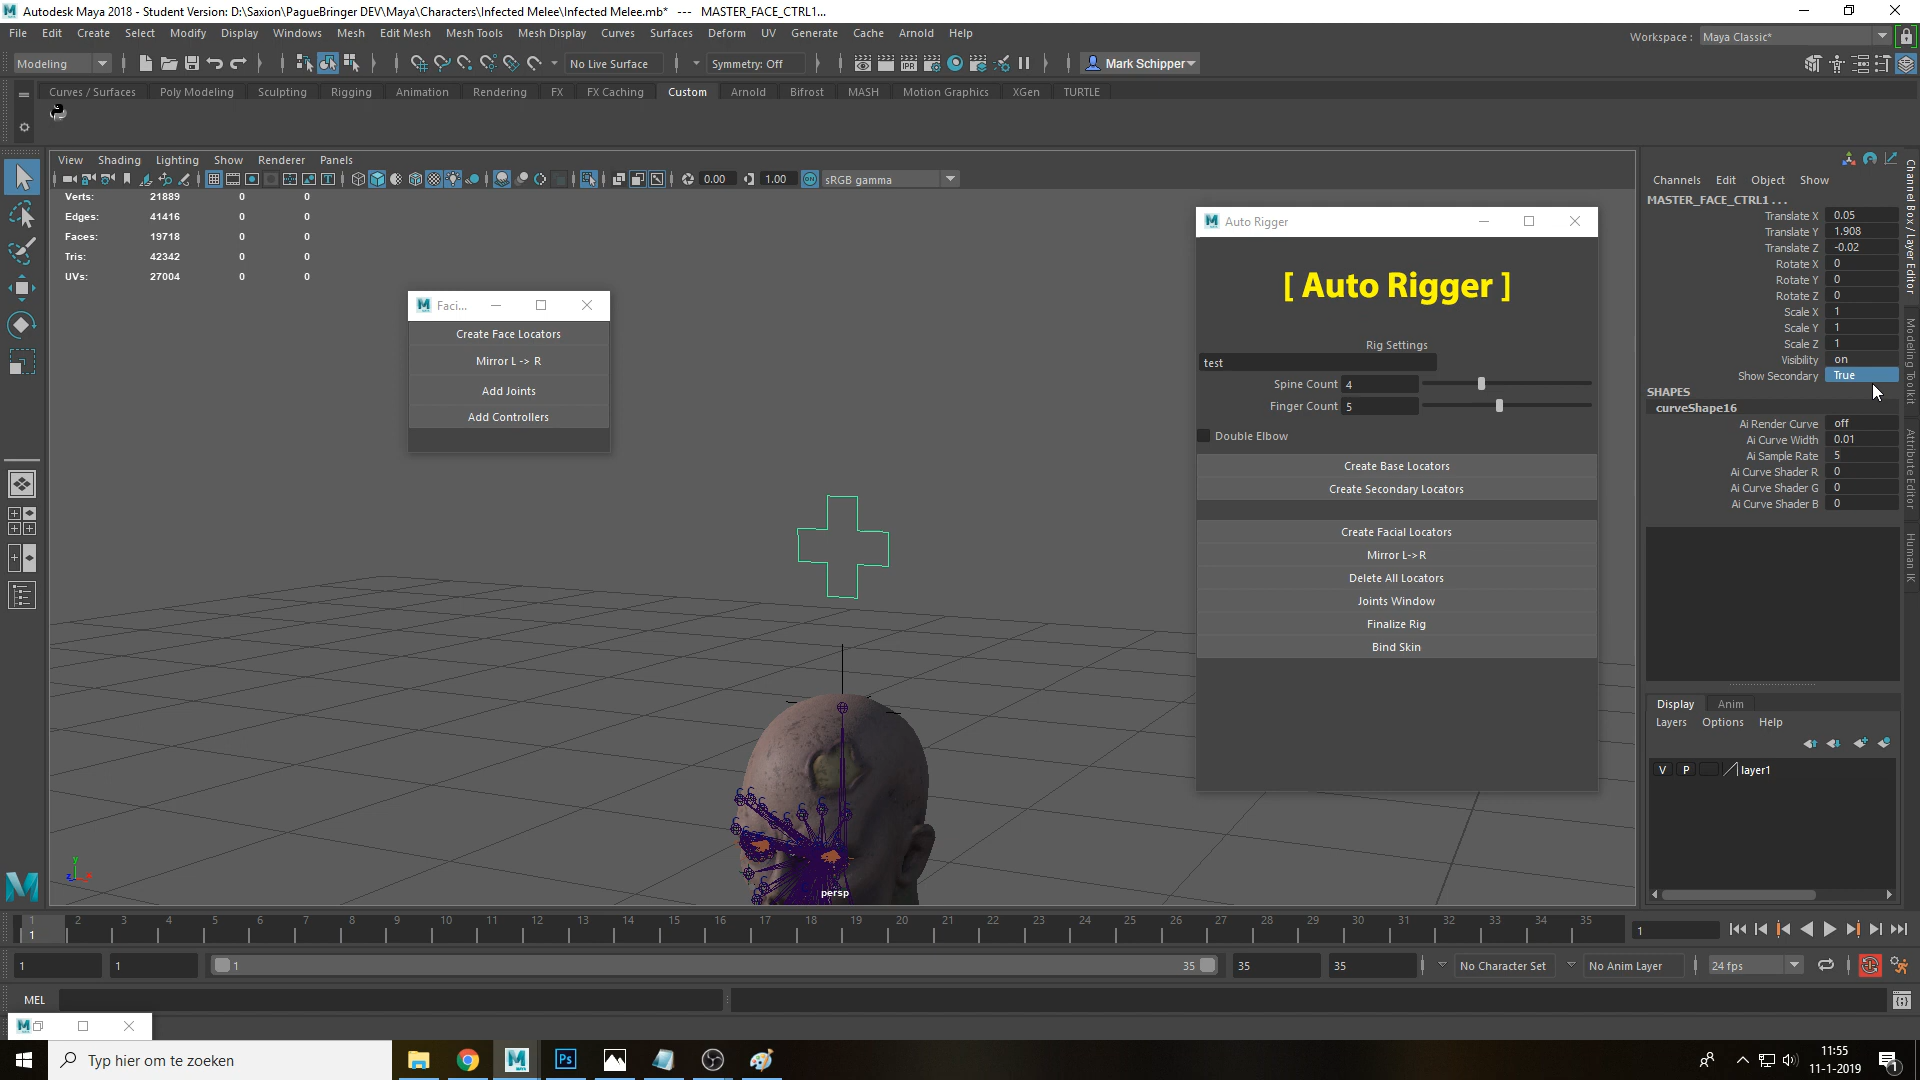 Autodesk Maya 2018 - Student Version: D:\Saxion\PagueBringer DEV\Maya\Characters\Infected Melee\Infected Melee.mb* --- MASTER_FACE_CTRL1...
File Edit Create Select Modify Display Windows Mesh Edit Mesh Mesh Tools Mesh Display Curves Surfaces Deform UV Generate Cache Arnold Help
Workspace : Maya Classic*
Modeling No Live Surface Symmetry: Off Mark Schipper
Curves / Surfaces Poly Modeling Sculpting Rigging Animation Rendering FX FX Caching Custom Arnold Bifrost MASH Motion Graphics XGen TURTLE
View Shading Lighting Show Renderer Panels
0.00 1.00 ON sRGB gamma
Verts: 21889 0 0
Edges: 41416 0 0
Faces: 19718 0 0
Tris: 42342 0 0
UVs: 27004 0 0
Faci...
Create Face Locators
Mirror L -> R
Add Joints
Add Controllers
Auto Rigger
[ Auto Rigger ]
Rig Settings
test
Spine Count 4
Finger Count 5
Double Elbow
Create Base Locators
Create Secondary Locators
Create Facial Locators
Mirror L->R
Delete All Locators
Joints Window
Finalize Rig
Bind Skin
y
z
persp
Channels Edit Object Show
MASTER_FACE_CTRL1 . . .
Translate X 0.05
Translate Y 1.908
Translate Z -0.02
Rotate X 0
Rotate Y 0
Rotate Z 0
Scale X 1
Scale Y 1
Scale Z 1
Visibility on
Show Secondary True
SHAPES
curveShape16
Ai Render Curve off
Ai Curve Width 0.01
Ai Sample Rate 5
Ai Curve Shader R 0
Ai Curve Shader G 0
Ai Curve Shader B 0
Channel Box / Layer Editor
Modeling Toolkit
Attribute Editor
Human IK
Display Anim
Layers Options Help
V P layer1
1 2 3 4 5 6 7 8 9 10 11 12 13 14 15 16 17 18 19 20 21 22 23 24 25 26 27 28 29 30 31 32 33 34 35
1
1
1 1 1 35 35 35 No Character Set No Anim Layer 24 fps
MEL
Typ hier om te zoeken
11:55
11-1-2019
1